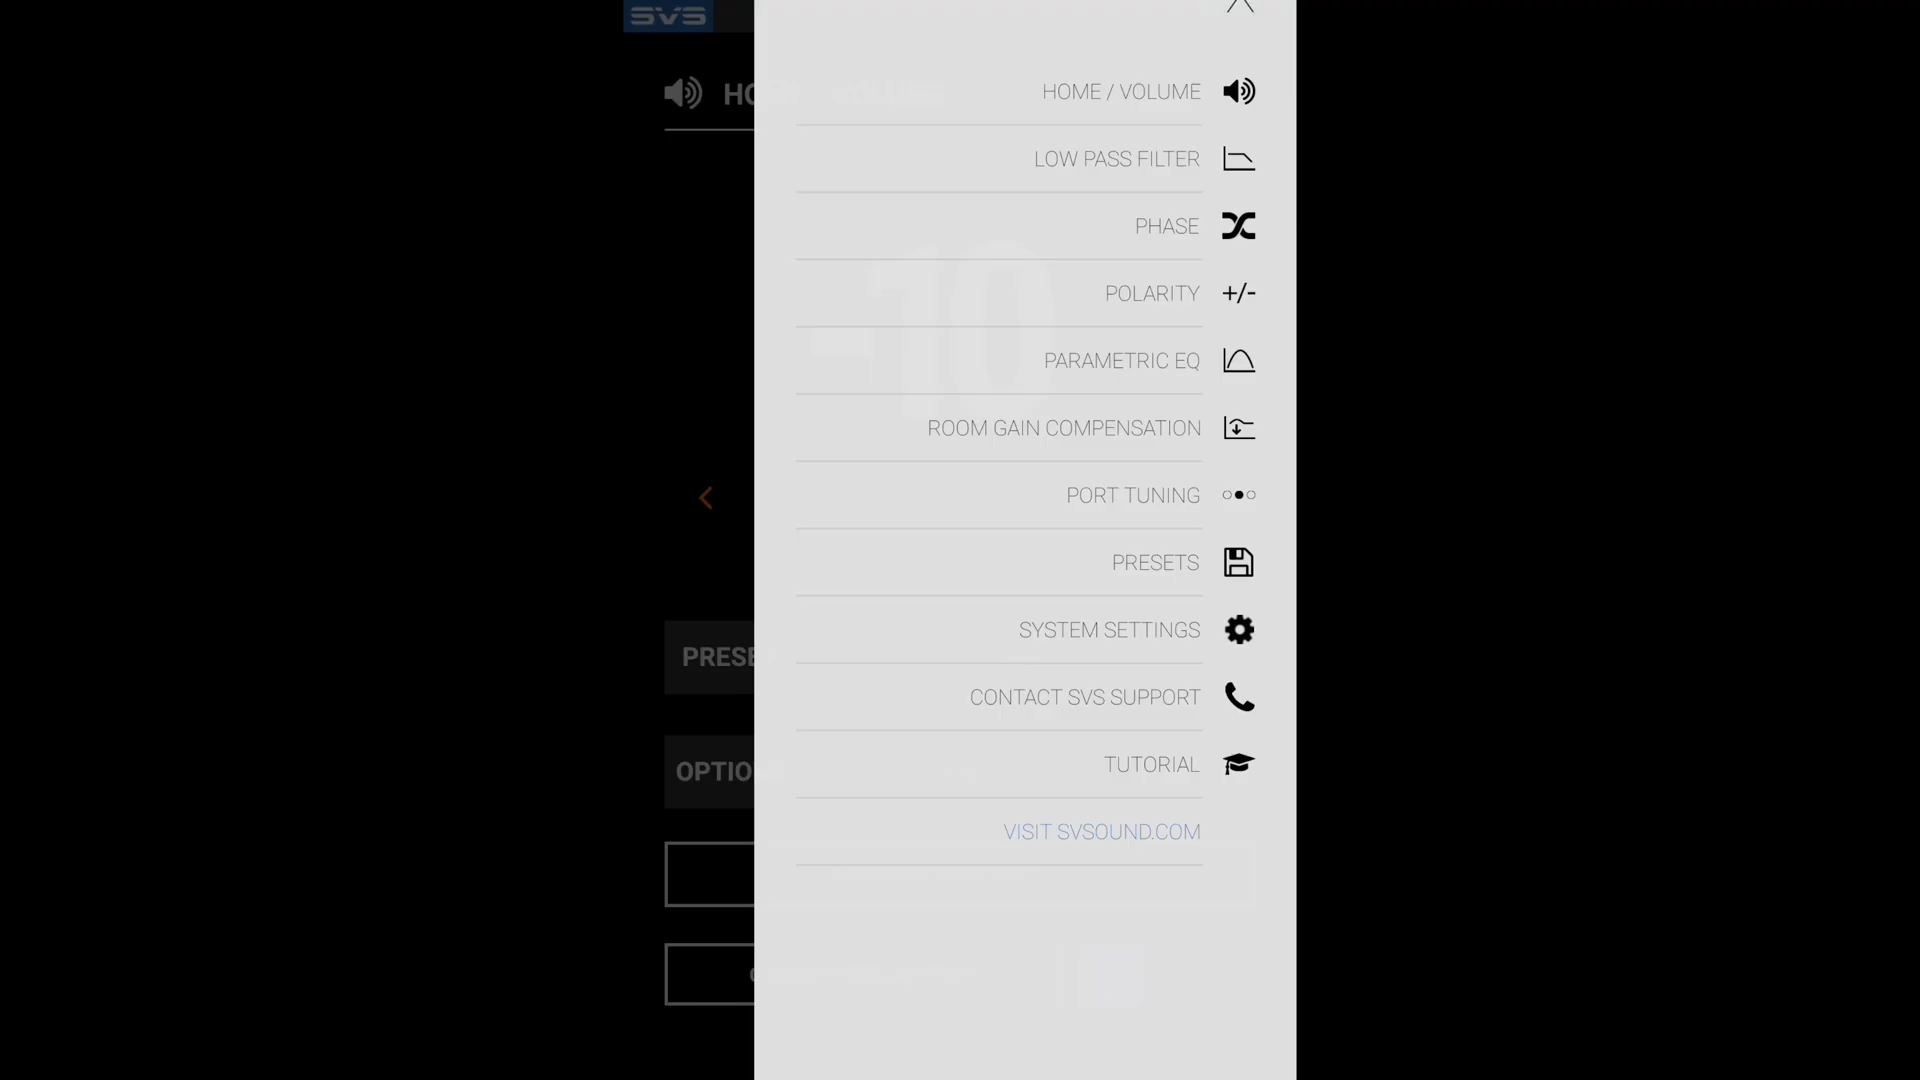 SVS
HOME / VOLUME
LOW PASS FILTER
PHASE
-10
POLARITY
+/-
PARAMETRIC EQ
ROOM GAIN COMPENSATION
PORT TUNING
PRESETS
SYSTEM SETTINGS
PRESE
CONTACT SVS SUPPORT
TUTORIAL
OPTIO
VISIT SVSOUND.COM